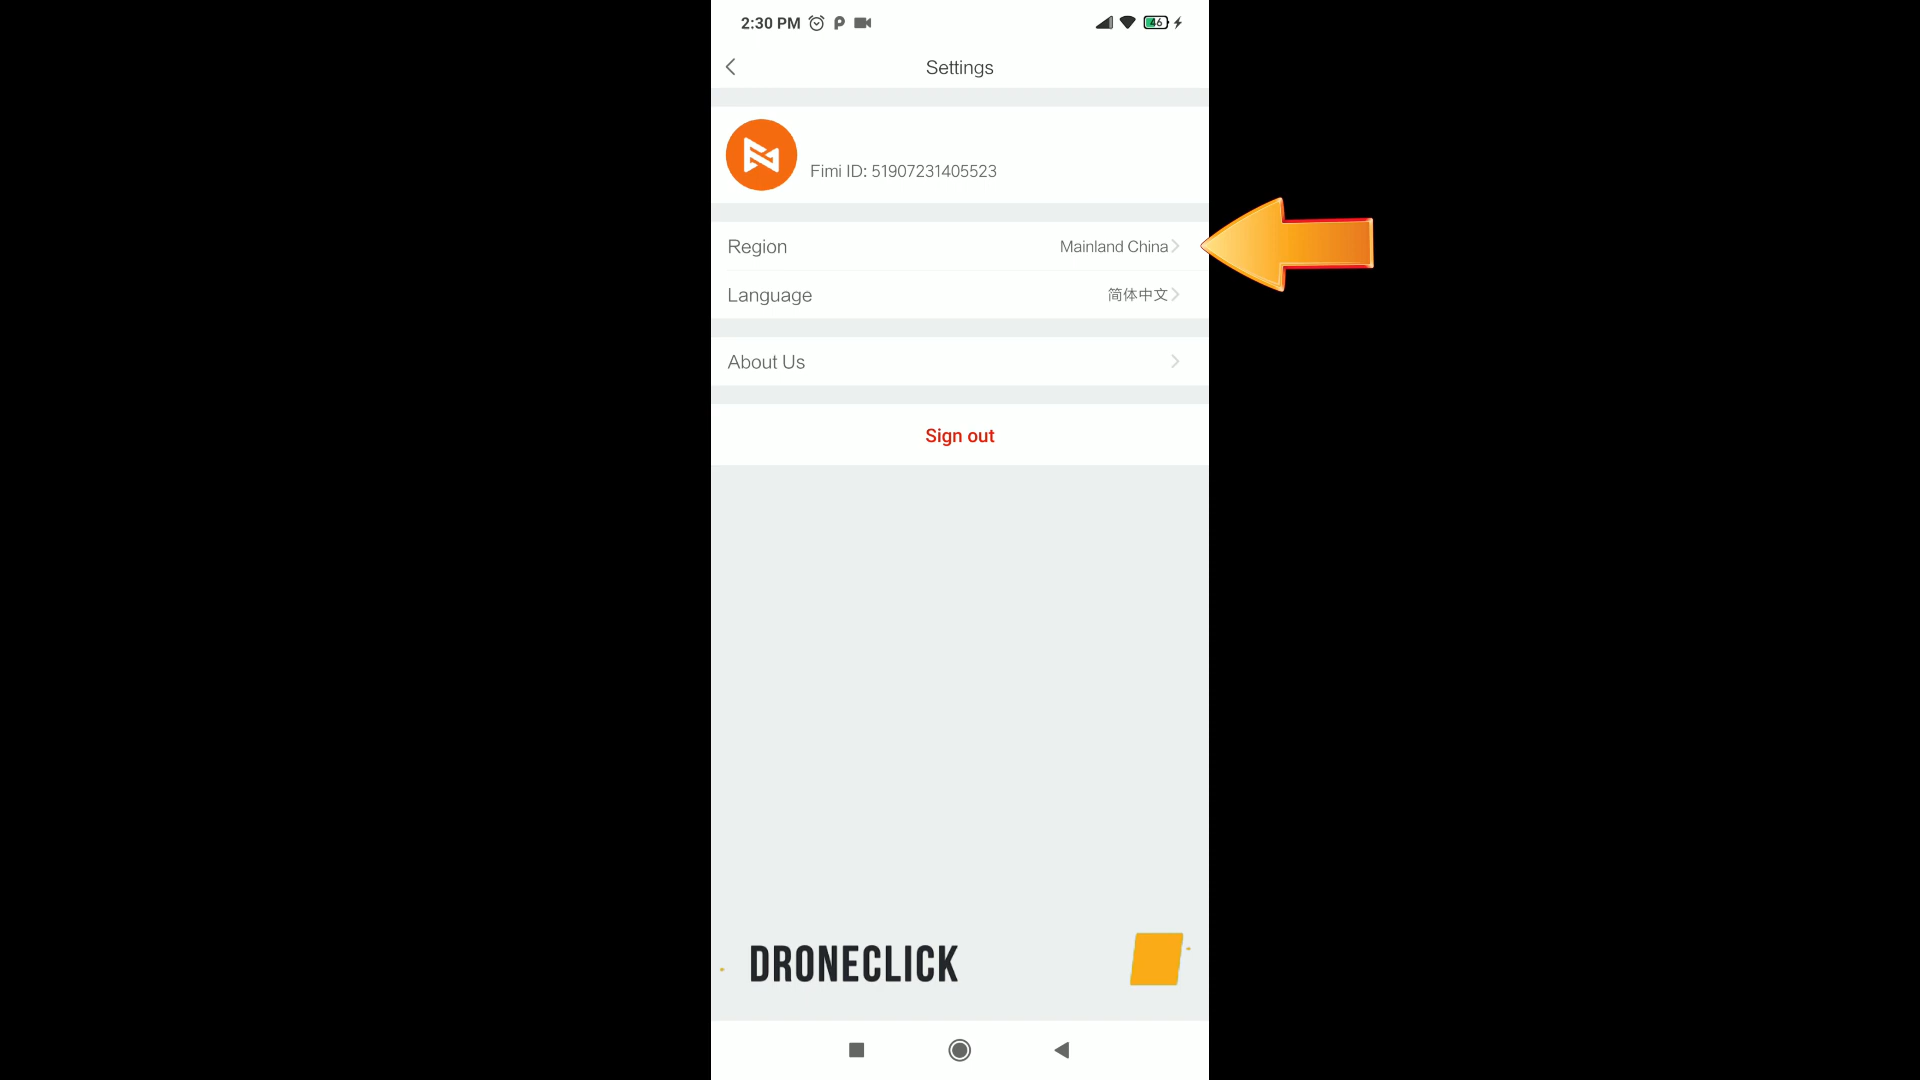 2:30 PM
46
Settings
Fimi ID: 51907231405523
Region
Mainland China
Language
简体中文
About Us
Sign out
DRONECLICK